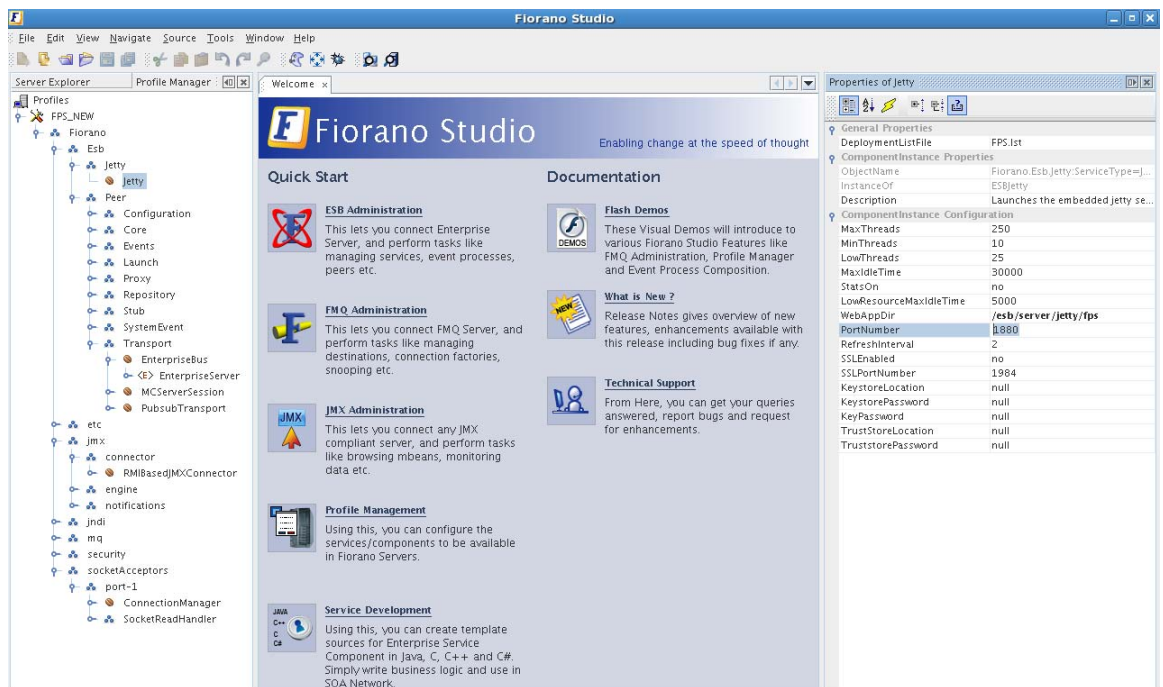 Fiorano Studio
File Edit View Navigate Source Tools Window Help
Server Explorer
Profile Manager
Profiles
FPS_NEW
Fiorano
Esb
Jetty
Jetty
Peer
Configuration
Core
Events
Launch
Proxy
Repository
Stub
SystemEvent
Transport
EnterpriseBus
<E> EnterpriseServer
MCServerSession
PubsubTransport
etc
jmx
connector
RMIBasedJMXConnector
engine
notifications
jndi
mq
security
socketAcceptors
port-1
ConnectionManager
SocketReadHandler
Welcome
F Fiorano Studio
Enabling change at the speed of thought
Quick Start
ESB Administration
This lets you connect Enterprise
Server, and perform tasks like
managing services, event processes,
peers etc.
FMQ Administration
This lets you connect FMQ Server, and
perform tasks like managing
destinations, connection factories,
snooping etc.
JMX
JMX Administration
This lets you connect any JMX
compliant server, and perform tasks
like browsing mbeans, monitoring
data etc.
Profile Management
Using this, you can configure the
services/components to be available
in Fiorano Servers.
JAVA
C++
C
C#
Service Development
Using this, you can create template
sources for Enterprise Service
Component in Java, C, C++ and C#.
Simply write business logic and use in
SOA Network.
Documentation
DEMOS
Flash Demos
These Visual Demos will introduce to
various Fiorano Studio Features like
FMQ Administration, Profile Manager
and Event Process Composition.
NEW
What is New ?
Release Notes gives overview of new
features, enhancements available with
this release including bug fixes if any.
Technical Support
From Here, you can get your queries
answered, report bugs and request
for enhancements.
Properties of Jetty
General Properties
DeploymentListFile FPS.lst
ComponentInstance Properties
ObjectName Fiorano.Esb.Jetty:ServiceType=J...
InstanceOf ESBJetty
Description Launches the embedded jetty se...
ComponentInstance Configuration
MaxThreads 250
MinThreads 10
LowThreads 25
MaxIdleTime 30000
StatsOn no
LowResourceMaxIdleTime 5000
WebAppDir /esb/server/jetty/fps
PortNumber 1880
RefreshInterval 2
SSLEnabled no
SSLPortNumber 1984
KeystoreLocation null
KeystorePassword null
KeyPassword null
TrustStoreLocation null
TruststorePassword null